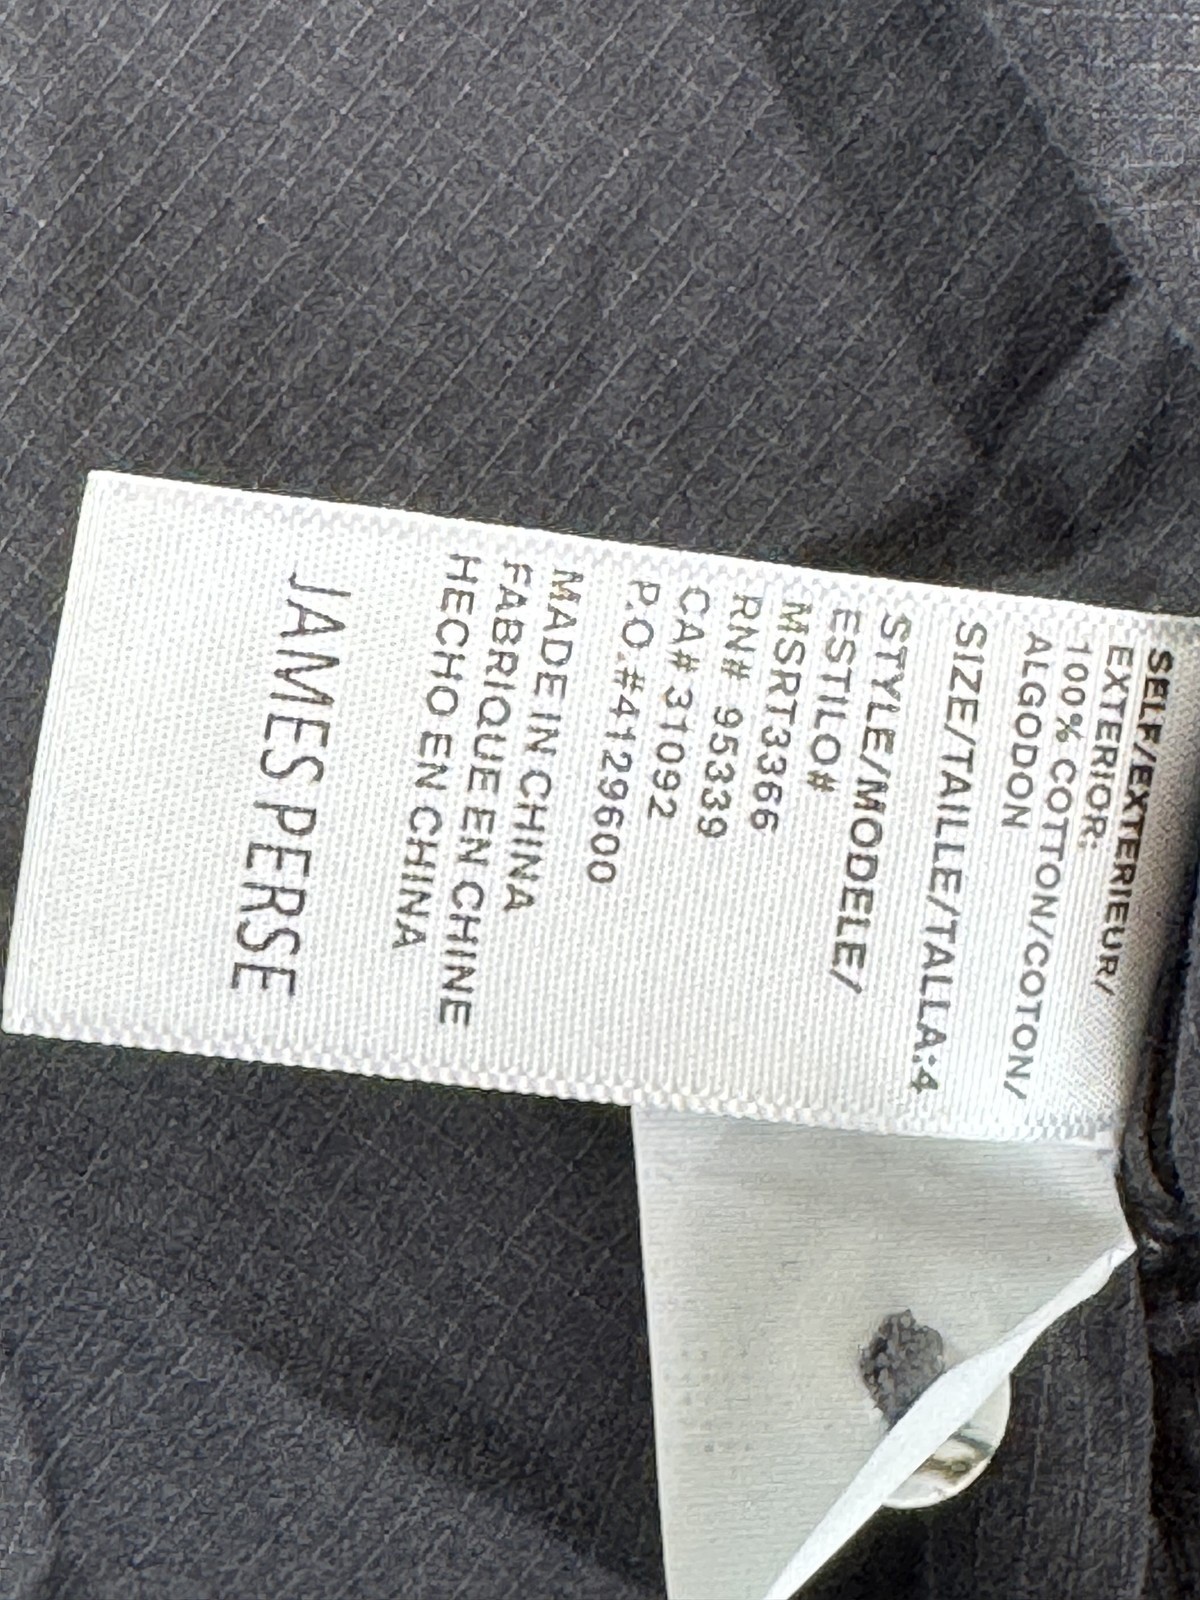 SELF/EXTERIEUR/
EXTERIOR:
100% COTTON/COTON/
ALGODON
SIZE/TAILLE/TALLA:4
STYLE/MODELE/
ESTILO#
MSRT3366
RN# 95339
CA# 31092
P.O.#4129600
MADE IN CHINA
FABRIQUE EN CHINE
HECHO EN CHINA
JAMES PERSE